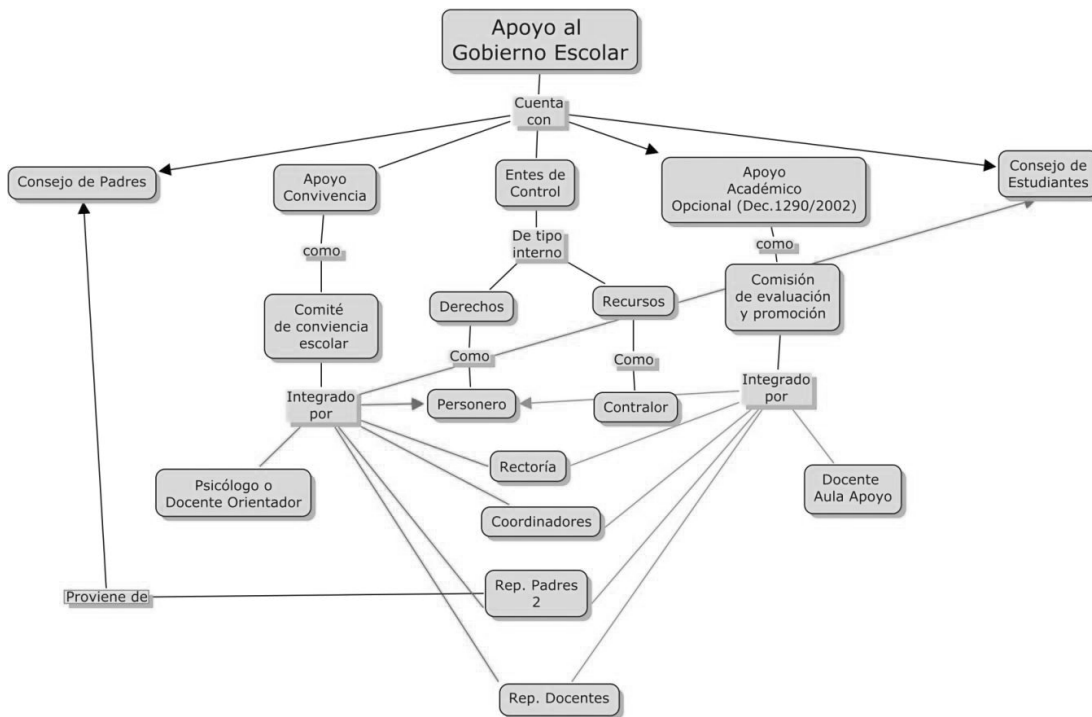 Apoyo al
Gobierno Escolar
Cuenta
con
Consejo de Padres
Apoyo
Convivencia
Entes de
Control
Apoyo
Académico
Opcional (Dec.1290/2002)
Consejo de
Estudiantes
como
De tipo
interno
como
Comité
de conviencia
escolar
Derechos
Recursos
Comisión
de evaluación
y promoción
Como
Como
Integrado
por
Personero
Contralor
Integrado
por
Psicólogo o
Docente Orientador
Rectoría
Docente
Aula Apoyo
Coordinadores
Proviene de
Rep. Padres
2
Rep. Docentes